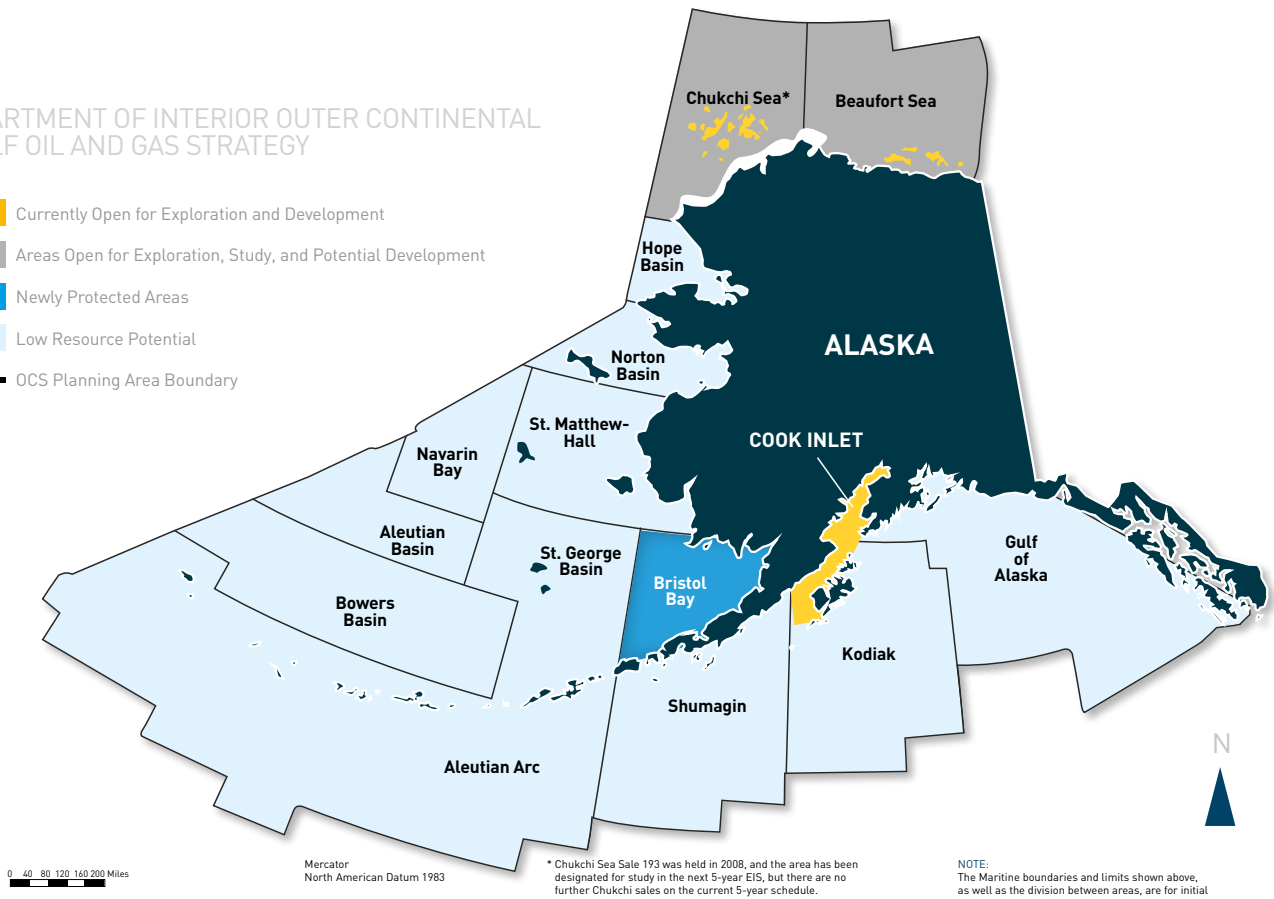 ARTMENT OF INTERIOR OUTER CONTINENTAL
LF OIL AND GAS STRATEGY
Currently Open for Exploration and Development
Areas Open for Exploration, Study, and Potential Development
Newly Protected Areas
Low Resource Potential
OCS Planning Area Boundary
Chukchi Sea*
Beaufort Sea
Hope
Basin
ALASKA
Norton
Basin
St. Matthew-
Hall
COOK INLET
Navarin
Bay
Aleutian
Basin
St. George
Basin
Bristol
Bay
Gulf
of
Alaska
Bowers
Basin
Kodiak
Shumagin
Aleutian Arc
N
0 40 80 120 160 200 Miles
Mercator
North American Datum 1983
* Chukchi Sea Sale 193 was held in 2008, and the area has been
designated for study in the next 5-year EIS, but there are no
further Chukchi sales on the current 5-year schedule.
NOTE:
The Maritine boundaries and limits shown above,
as well as the division between areas, are for initial